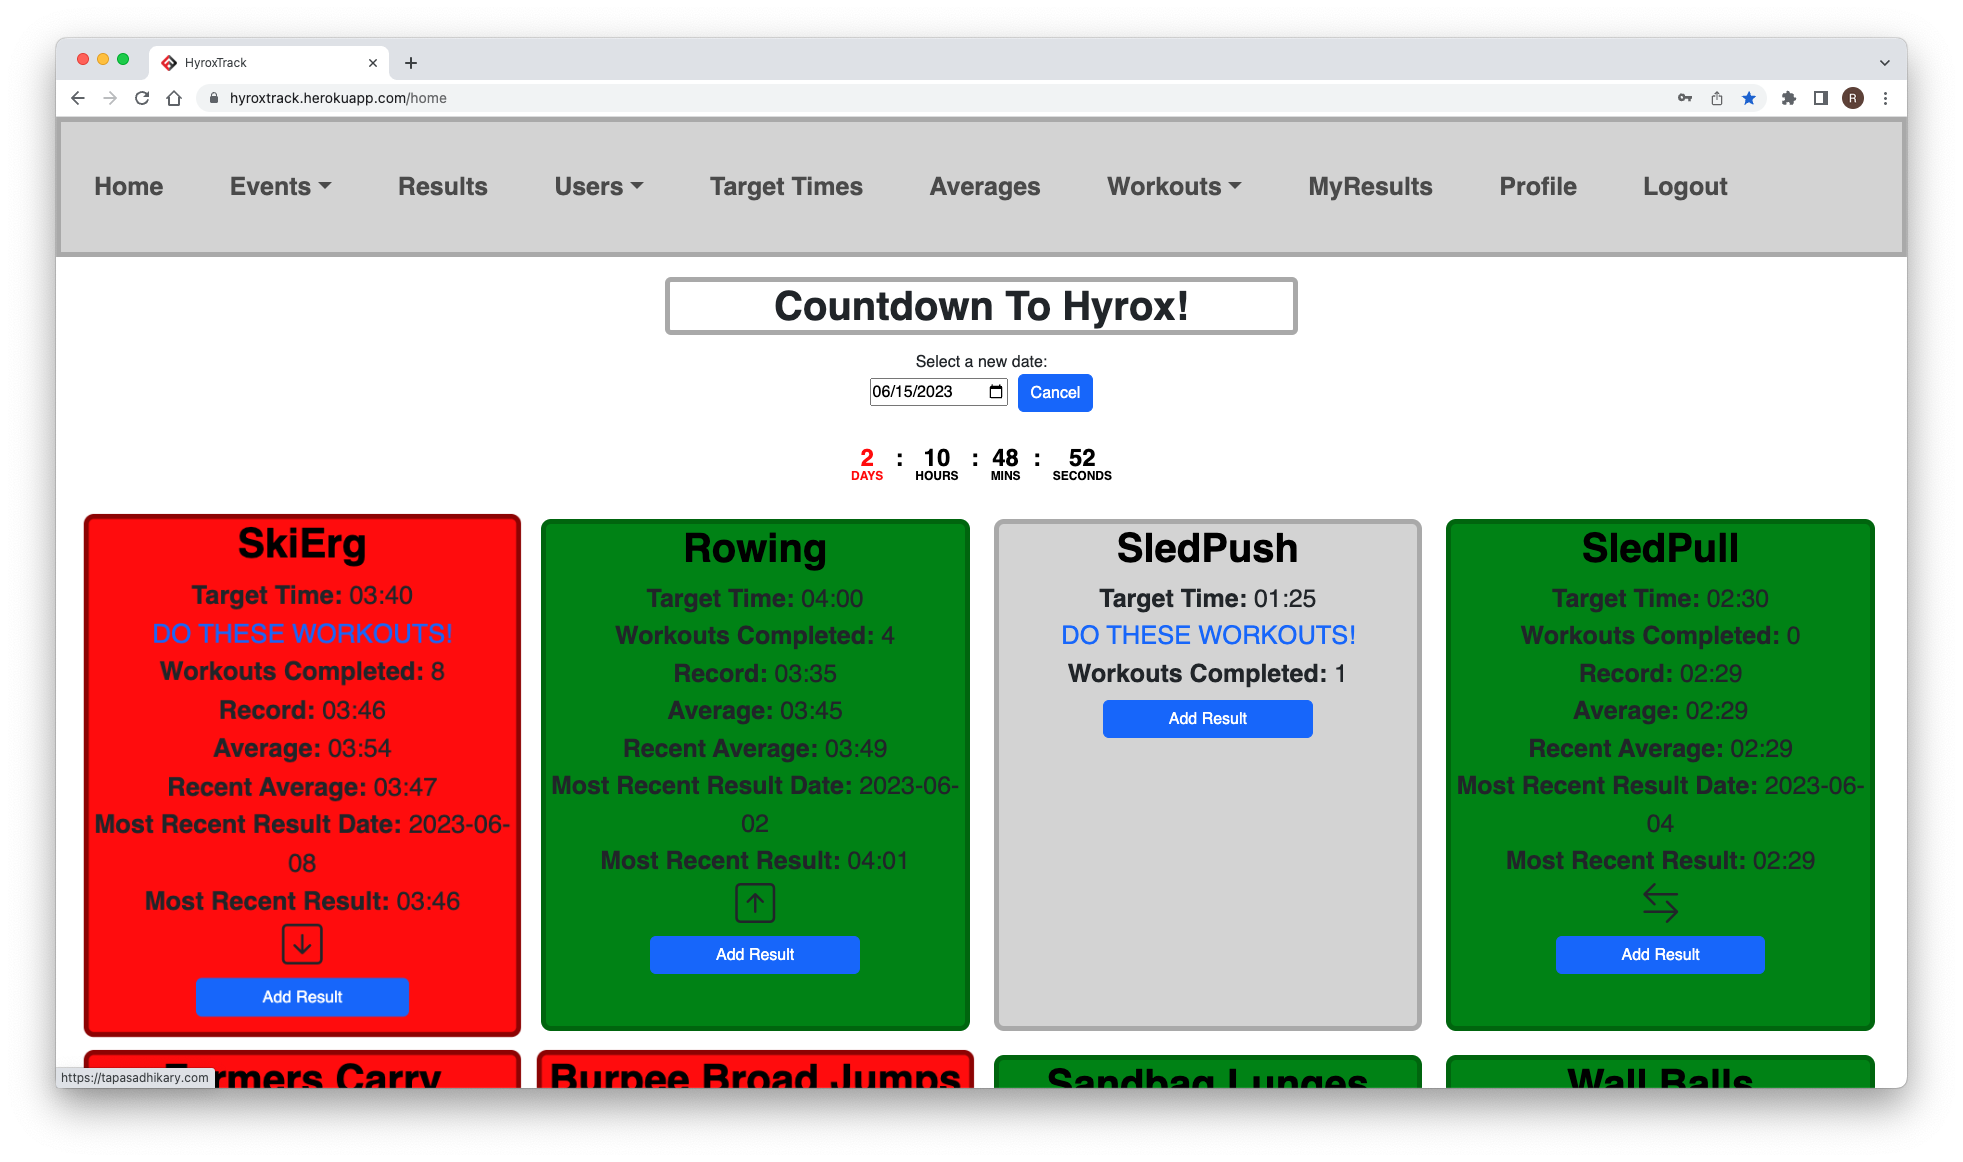 HyroxTrack
hyroxtrack.herokuapp.com/home
R
Home Events Results Users Target Times Averages Workouts MyResults Profile Logout
Countdown To Hyrox!
Select a new date:
06/15/2023 Cancel
2 : 10 : 48 : 52
DAYS HOURS MINS SECONDS
SkiErg
Target Time: 03:40
DO THESE WORKOUTS!
Workouts Completed: 8
Record: 03:46
Average: 03:54
Recent Average: 03:47
Most Recent Result Date: 2023-06-
08
Most Recent Result: 03:46
Add Result
Rowing
Target Time: 04:00
Workouts Completed: 4
Record: 03:35
Average: 03:45
Recent Average: 03:49
Most Recent Result Date: 2023-06-
02
Most Recent Result: 04:01
Add Result
SledPush
Target Time: 01:25
DO THESE WORKOUTS!
Workouts Completed: 1
Add Result
SledPull
Target Time: 02:30
Workouts Completed: 0
Record: 02:29
Average: 02:29
Recent Average: 02:29
Most Recent Result Date: 2023-06-
04
Most Recent Result: 02:29
Add Result
Farmers Carry
Burpee Broad Jumps
Sandbag Lunges
Wall Balls
https://tapasadhikary.com